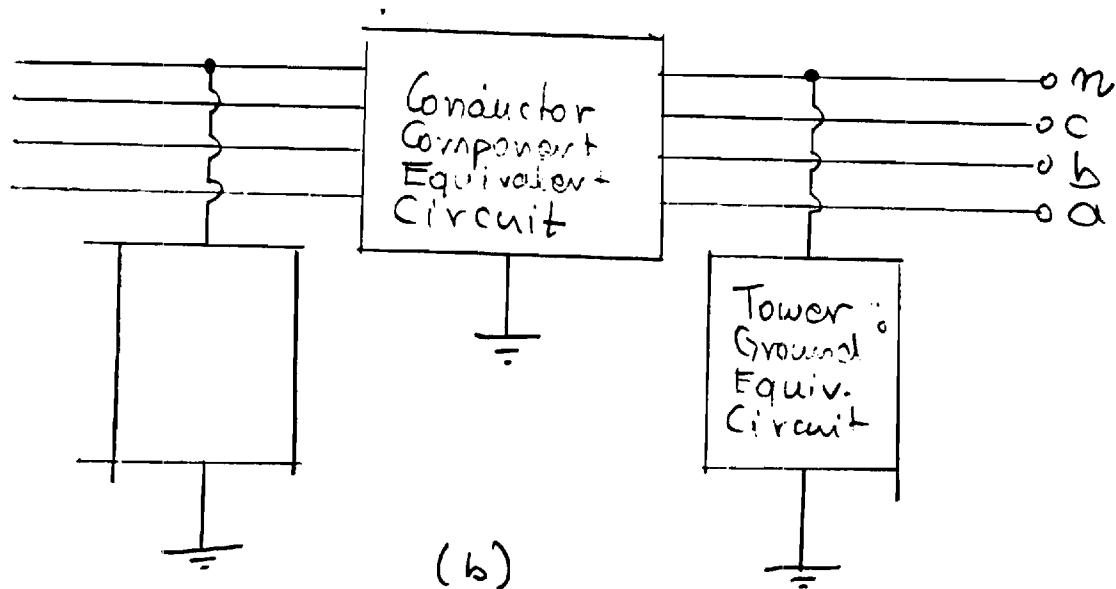 n
c
b
a
Conductor
Component
Equivalent
Circuit
Tower
Ground
Equiv.
Circuit
(b)